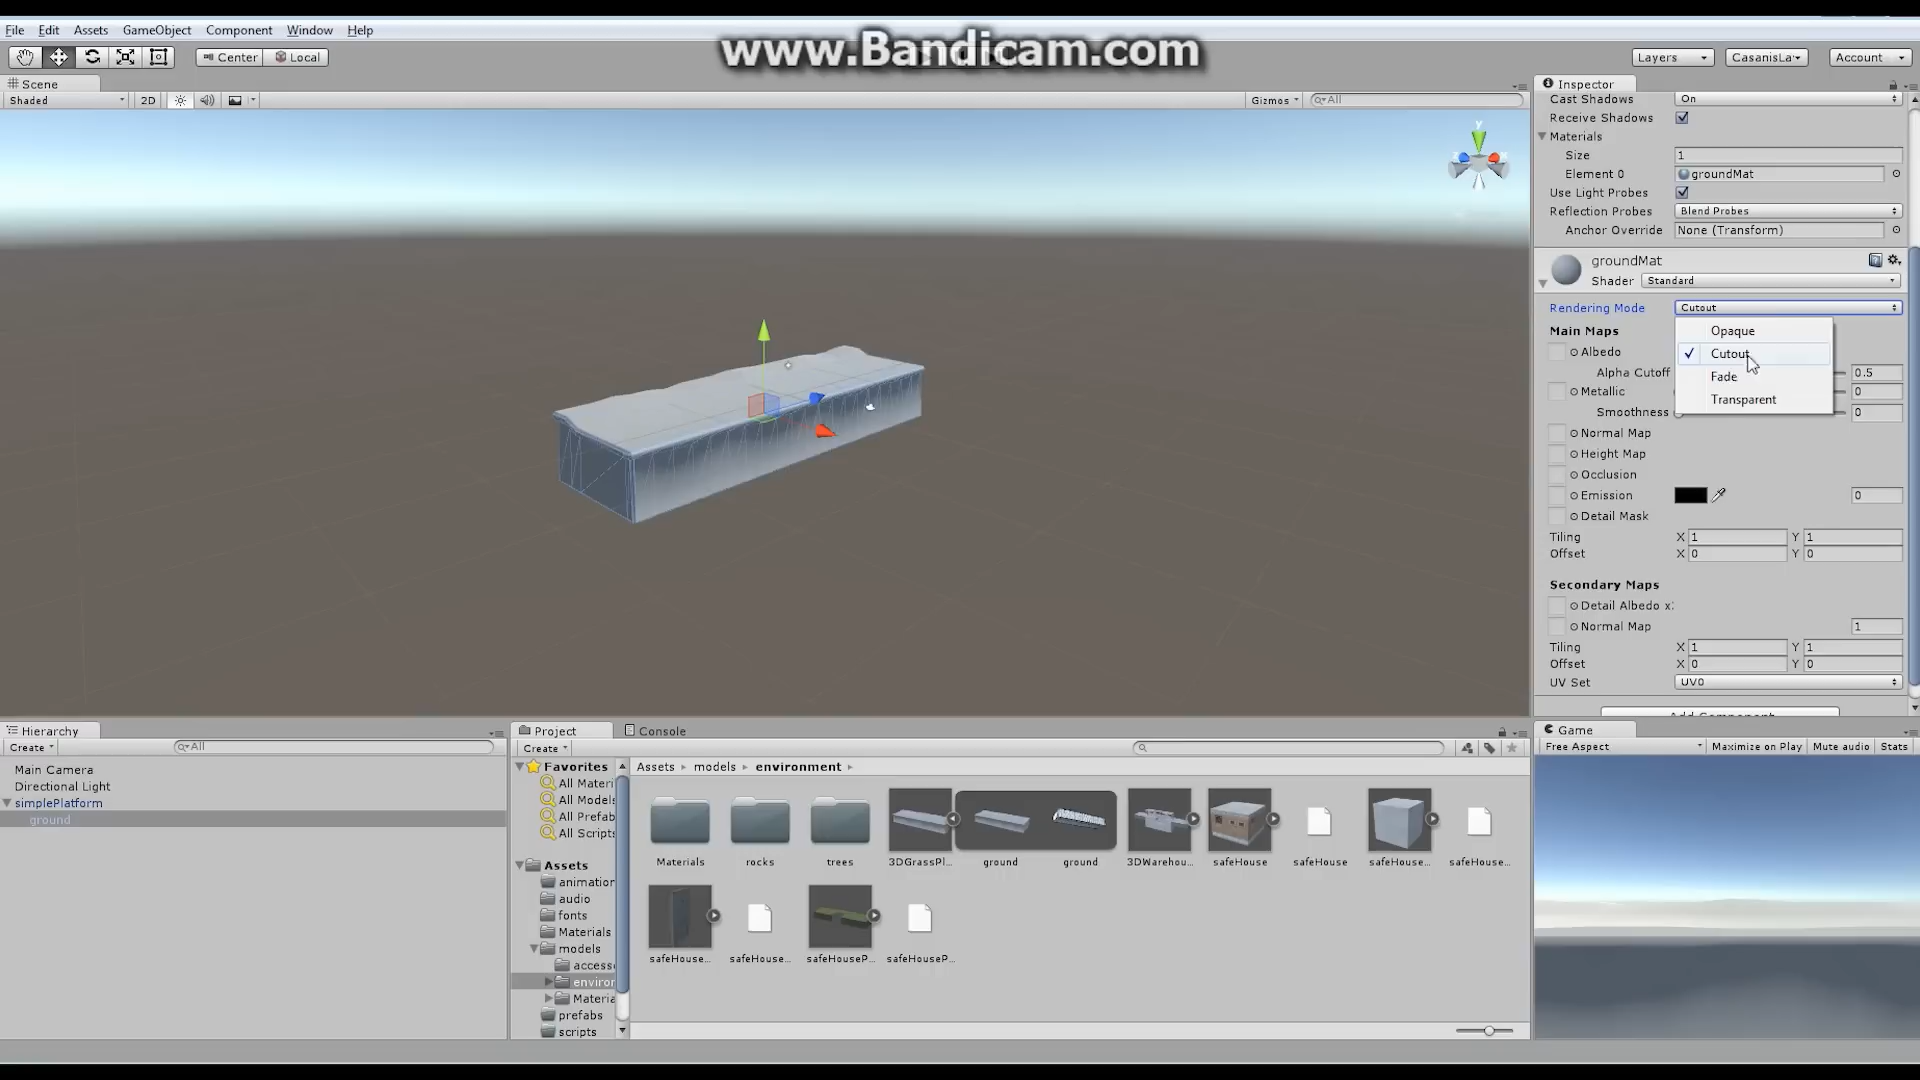 www.Bandicam.com
File Edit Assets GameObject Component Window Help
Center Local
Layers
CasanisLa
Account
Scene
Shaded
2D
Gizmos
All
y
Inspector
Cast Shadows On
Receive Shadows
Materials
Size 1
Element 0 groundMat
Use Light Probes
Reflection Probes Blend Probes
Anchor Override None (Transform)
groundMat
Shader Standard
Rendering Mode Cutout
Opaque
Cutout
Fade
Transparent
Main Maps
Albedo
Alpha Cutoff 0.5
Metallic 0
Smoothness 0
Normal Map
Height Map
Occlusion
Emission 0
Detail Mask
Tiling X 1 Y 1
Offset X 0 Y 0
Secondary Maps
Detail Albedo x
Normal Map 1
Tiling X 1 Y 1
Offset X 0 Y 0
UV Set UV0
Hierarchy
Create All
Main Camera
Directional Light
simplePlatform
ground
Project Console
Create
Favorites
All Materi
All Models
All Prefab
All Scripts
Assets
animation
audio
fonts
Materials
models
access
environ
Materia
prefabs
scripts
Assets models environment
Materials rocks trees 3DGrassPl... ground ground 3DWarehou... safeHouse safeHouse safeHouse... safeHouse...
safeHouse... safeHouse... safeHouseP... safeHouseP...
Game
Free Aspect Maximize on Play Mute audio Stats